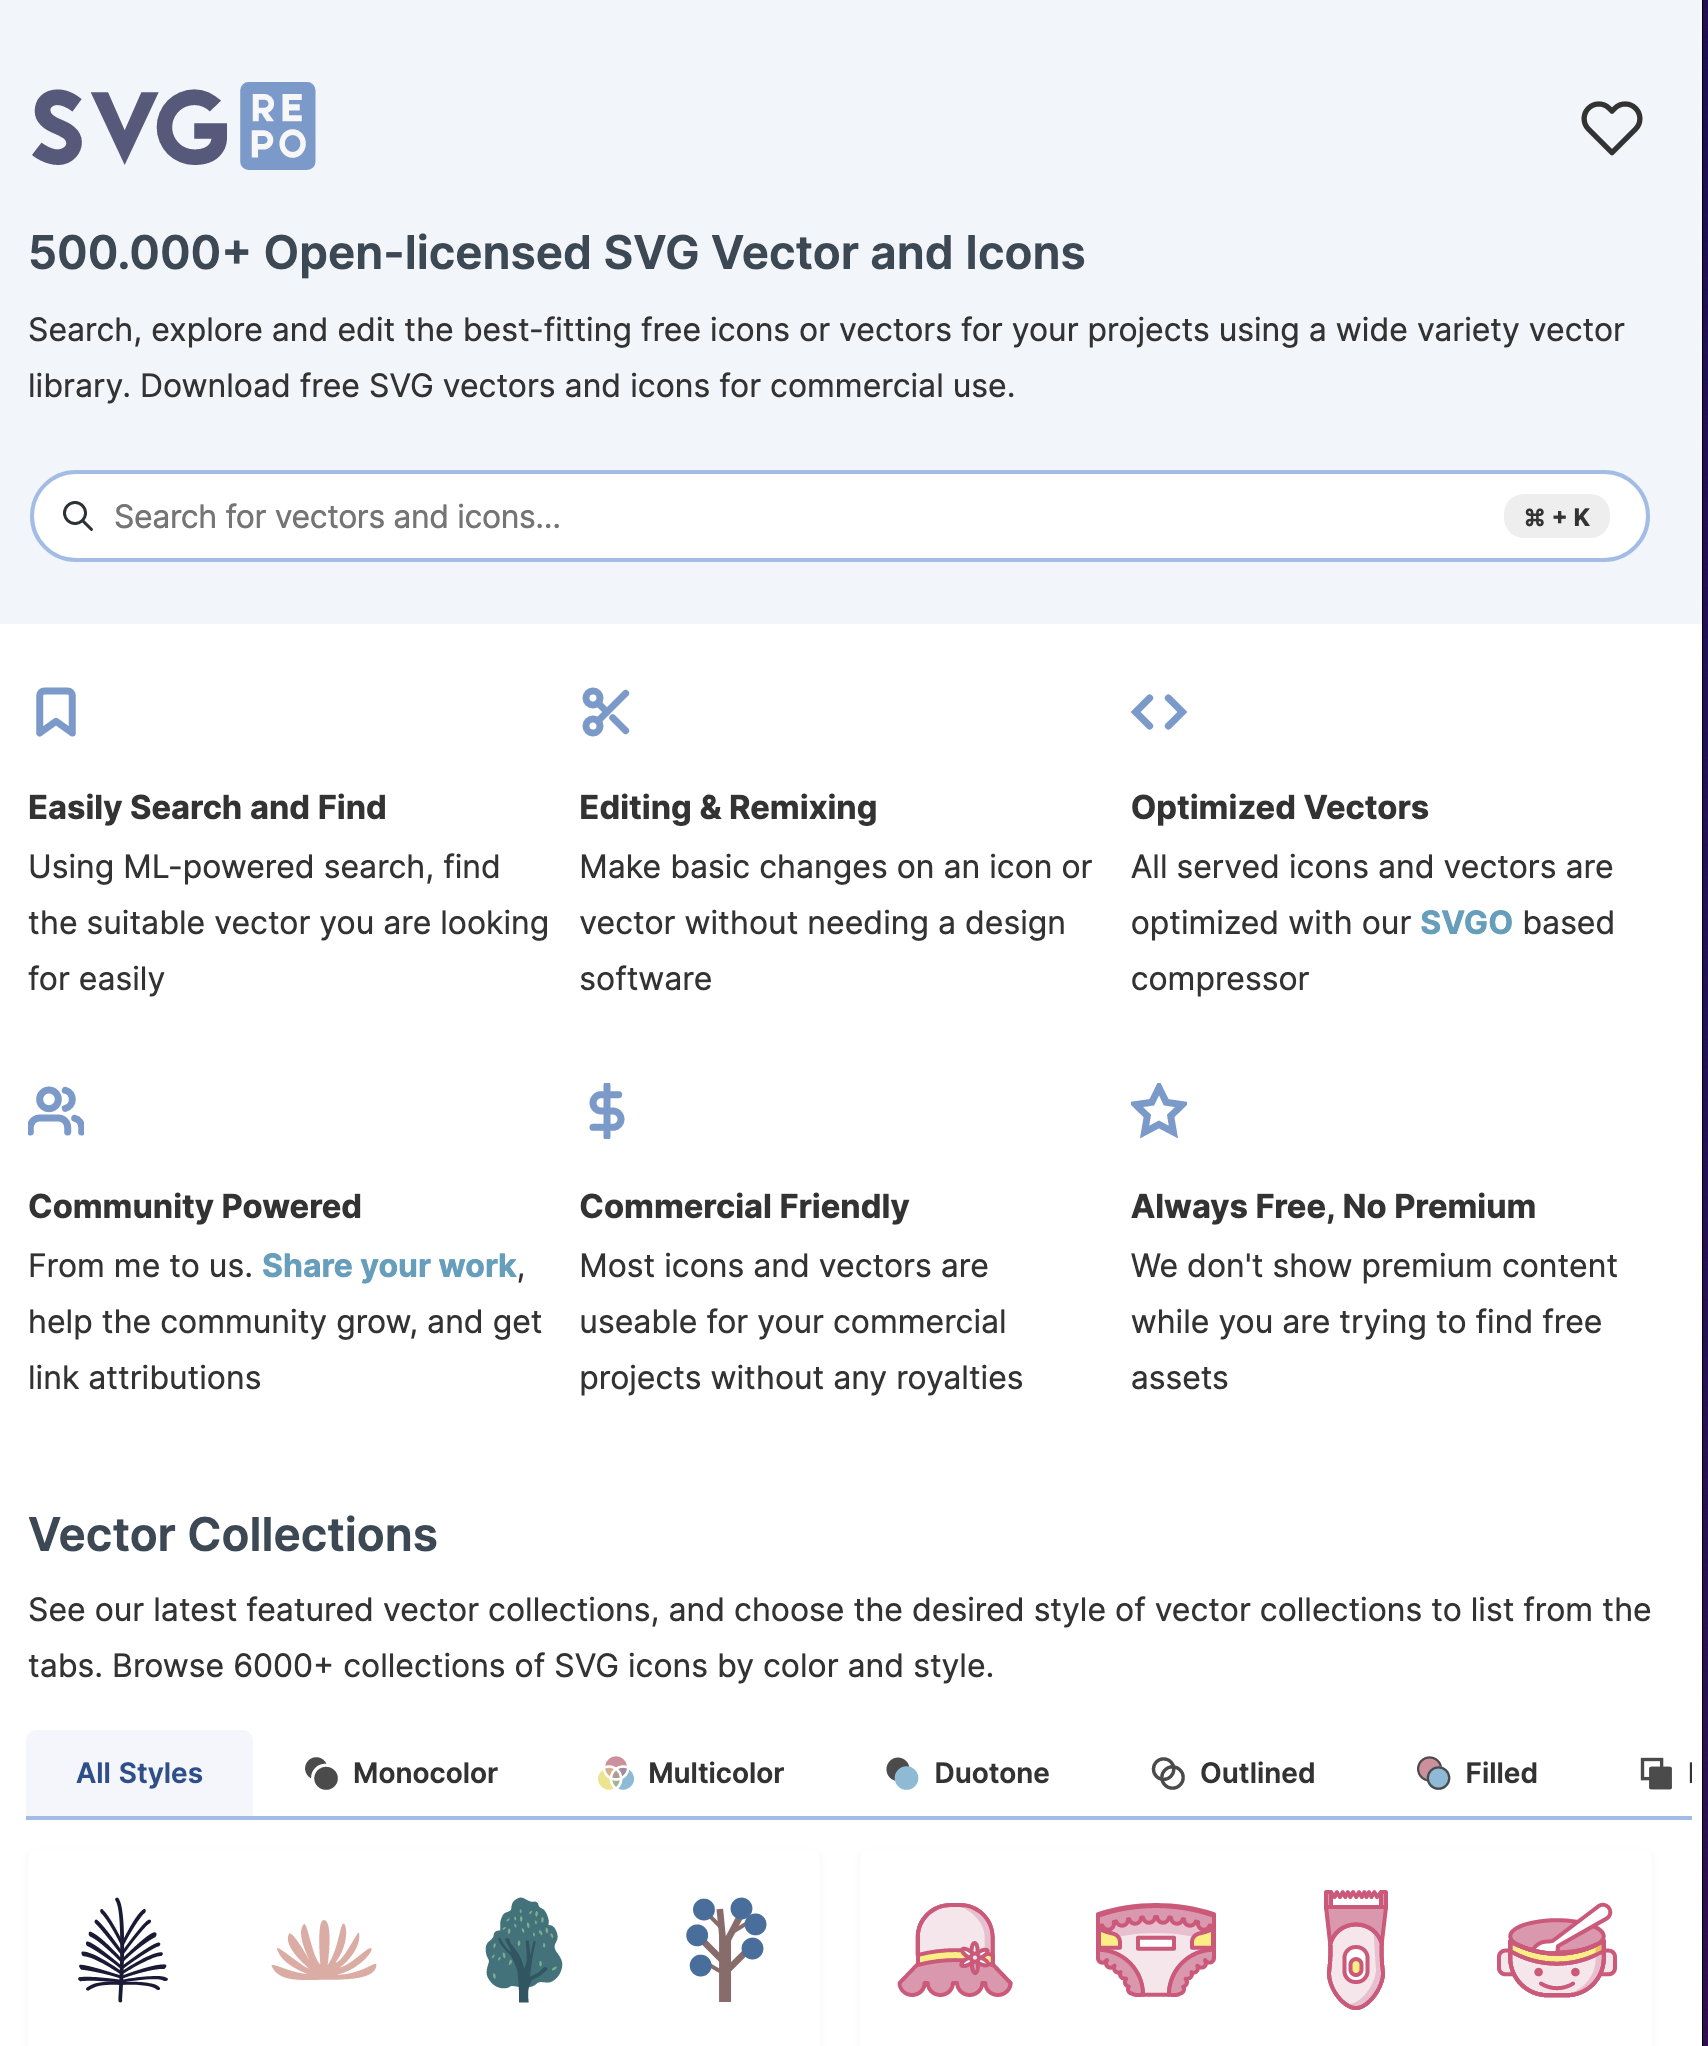 SVG
RE
PO
500.000+ Open-licensed SVG Vector and Icons
Search, explore and edit the best-fitting free icons or vectors for your projects using a wide variety vector
library. Download free SVG vectors and icons for commercial use.
Search for vectors and icons...
⌘ + K
Easily Search and Find
Using ML-powered search, find
the suitable vector you are looking
for easily
Editing & Remixing
Make basic changes on an icon or
vector without needing a design
software
Optimized Vectors
All served icons and vectors are
optimized with our SVGO based
compressor
Community Powered
From me to us. Share your work,
help the community grow, and get
link attributions
Commercial Friendly
Most icons and vectors are
useable for your commercial
projects without any royalties
Always Free, No Premium
We don't show premium content
while you are trying to find free
assets
Vector Collections
See our latest featured vector collections, and choose the desired style of vector collections to list from the
tabs. Browse 6000+ collections of SVG icons by color and style.
All Styles
Monocolor
Multicolor
Duotone
Outlined
Filled